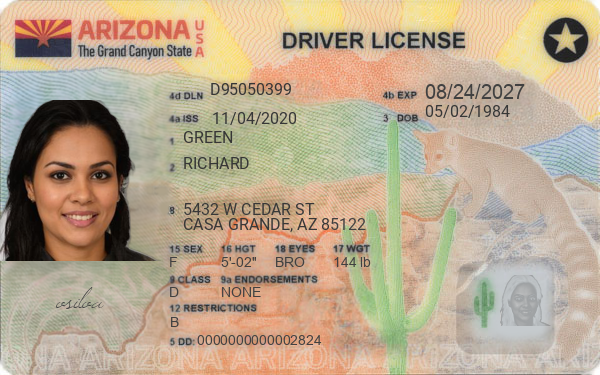 ARIZONA USA
The Grand Canyon State
DRIVER LICENSE
4d DLN D95050399
4b EXP 08/24/2027
4a ISS 11/04/2020
3 DOB 05/02/1984
1 GREEN
2 RICHARD
8 5432 W CEDAR ST
CASA GRANDE, AZ 85122
15 SEX 16 HGT 18 EYES 17 WGT
F 5'-02" BRO 144 lb
9 CLASS 9a ENDORSEMENTS
D NONE
12 RESTRICTIONS
B
5 DD: 0000000000002824
vsilva
ARIZONA ARIZONA ARIZONA ARIZONA